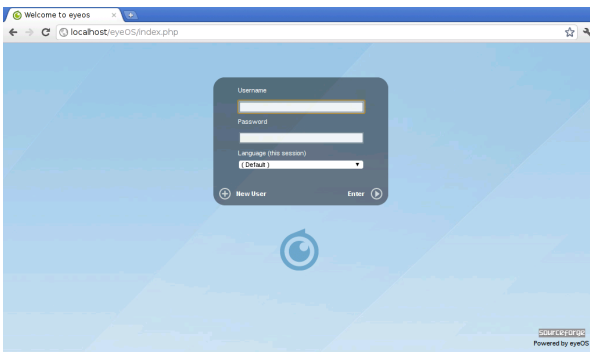 Welcome to eyeos
localhost/eyeOS/index.php
Username
Password
Language (this session)
( Default )
New User
Enter
sourceforge
Powered by eyeOS